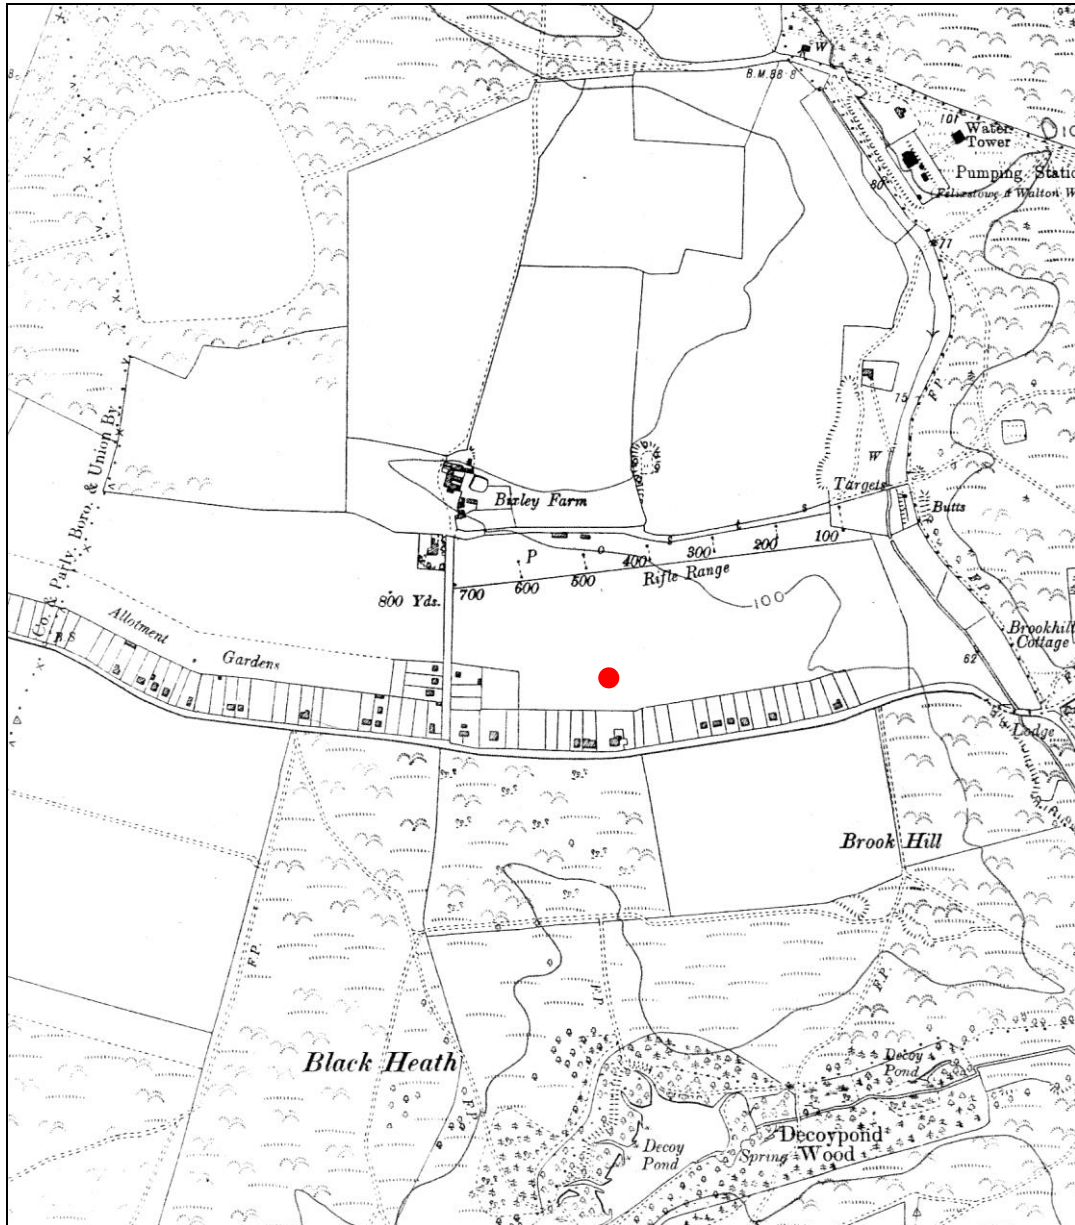 W
B.M.88·8
101
Water
Tower
Pumping Static
(Felixstowe & Walton W
80
77
F.P.
75
W
Targets
Butts
Co. & Parly. Boro. & Union By.
Bixley Farm
P o s t s
100
200
300
400
500
600
700
800 Yds.
Rifle Range
100
F.P.
Brookhill
Cottage
62
Lodge
B S
Allotment
Gardens
Brook Hill
F.P.
F.P.
F.P.
F.P.
Black Heath
Decoy
Pond
Decoy
Pond
Spring
Decoypond
Wood